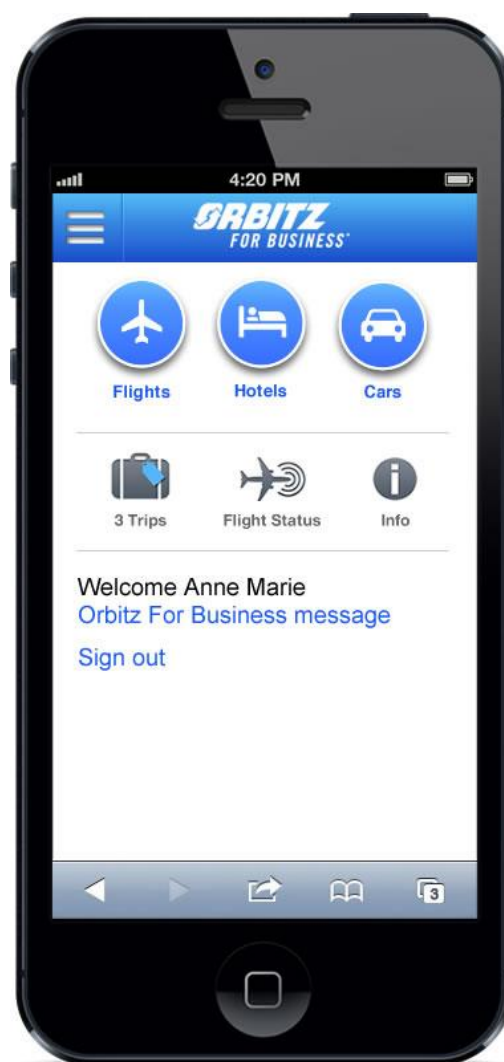 4:20 PM
ORBITZ
FOR BUSINESS
Flights Hotels Cars
3 Trips Flight Status Info
Welcome Anne Marie
Orbitz For Business message
Sign out
3